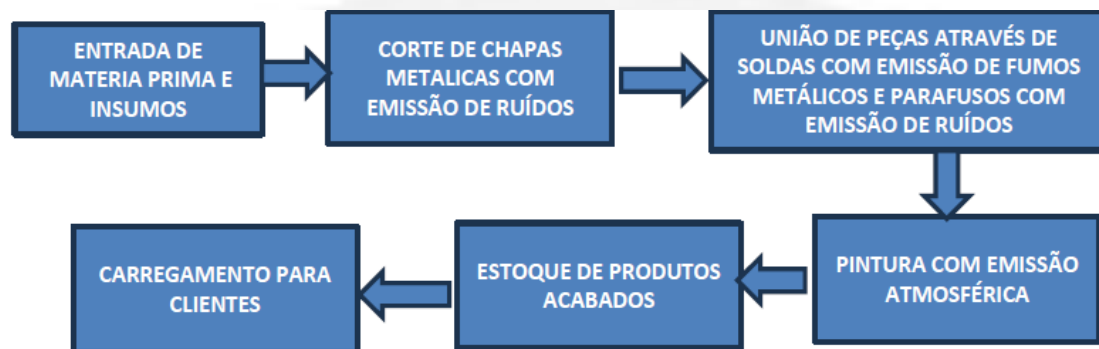 ENTRADA DE
MATERIA PRIMA E
INSUMOS
CORTE DE CHAPAS
METALICAS COM
EMISSÃO DE RUÍDOS
UNIÃO DE PEÇAS ATRAVÉS DE
SOLDAS COM EMISSÃO DE FUMOS
METÁLICOS E PARAFUSOS COM
EMISSÃO DE RUÍDOS
PINTURA COM EMISSÃO
ATMOSFÉRICA
ESTOQUE DE PRODUTOS
ACABADOS
CARREGAMENTO PARA
CLIENTES